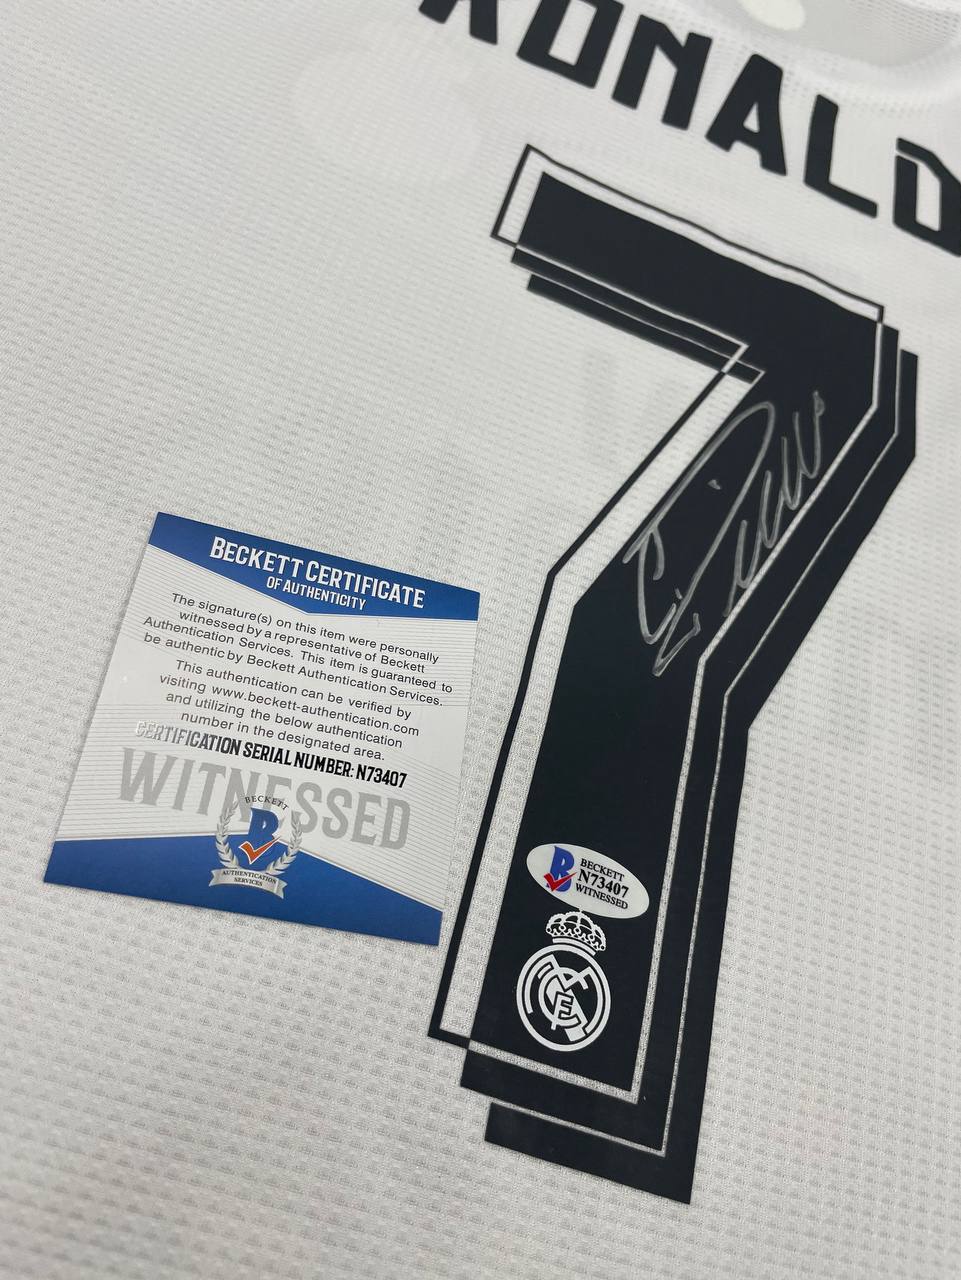 RONALD
7
BECKETT CERTIFICATE
OF AUTHENTICITY
The signature(s) on this item were personally
witnessed by a representative of Beckett
Authentication Services. This item is guaranteed to
be authentic by Beckett Authentication Services.
This authentication can be verified by
visiting www.beckett-authentication.com
and utilizing the below authentication
number in the designated area.
CERTIFICATION SERIAL NUMBER: N73407
WITNESSED
BECKETT
B
AUTHENTICATION
SERVICES
B
BECKETT
N73407
WITNESSED